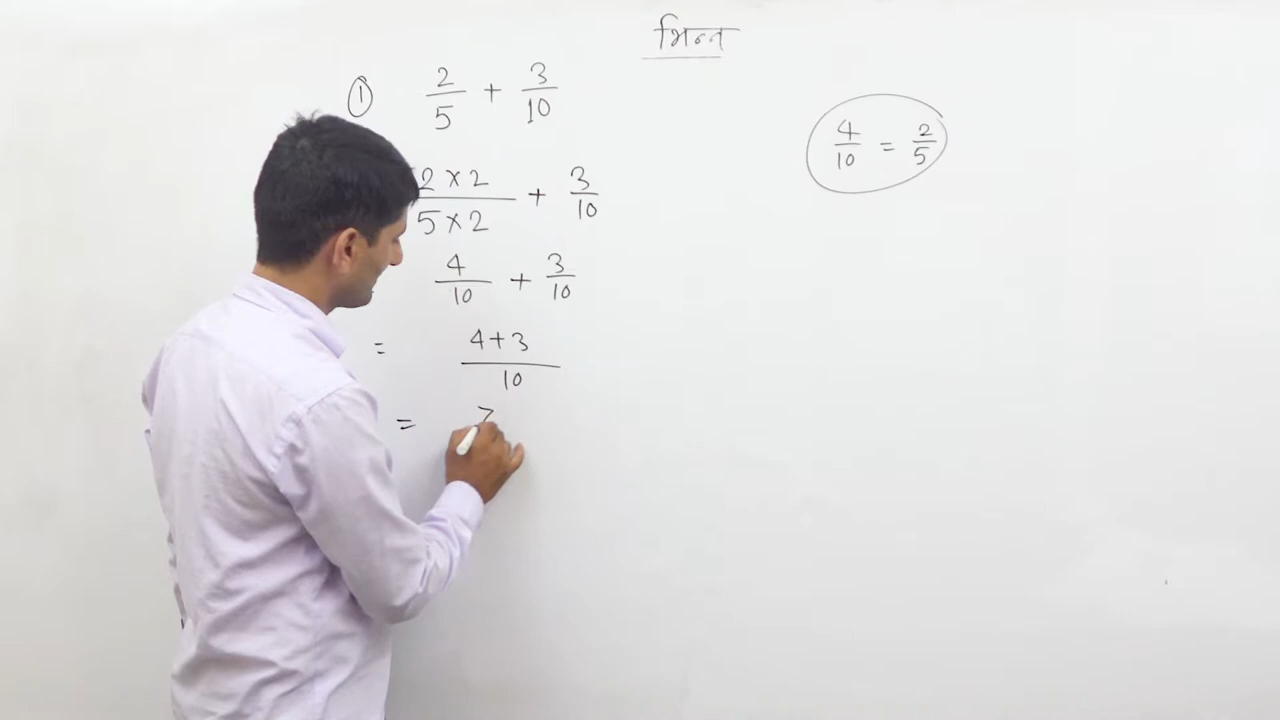 भिन्न
① 2/5 + 3/10
2 × 2/5 × 2 + 3/10
4/10 + 3/10
= 4 + 3/10
= 7
4/10 = 2/5